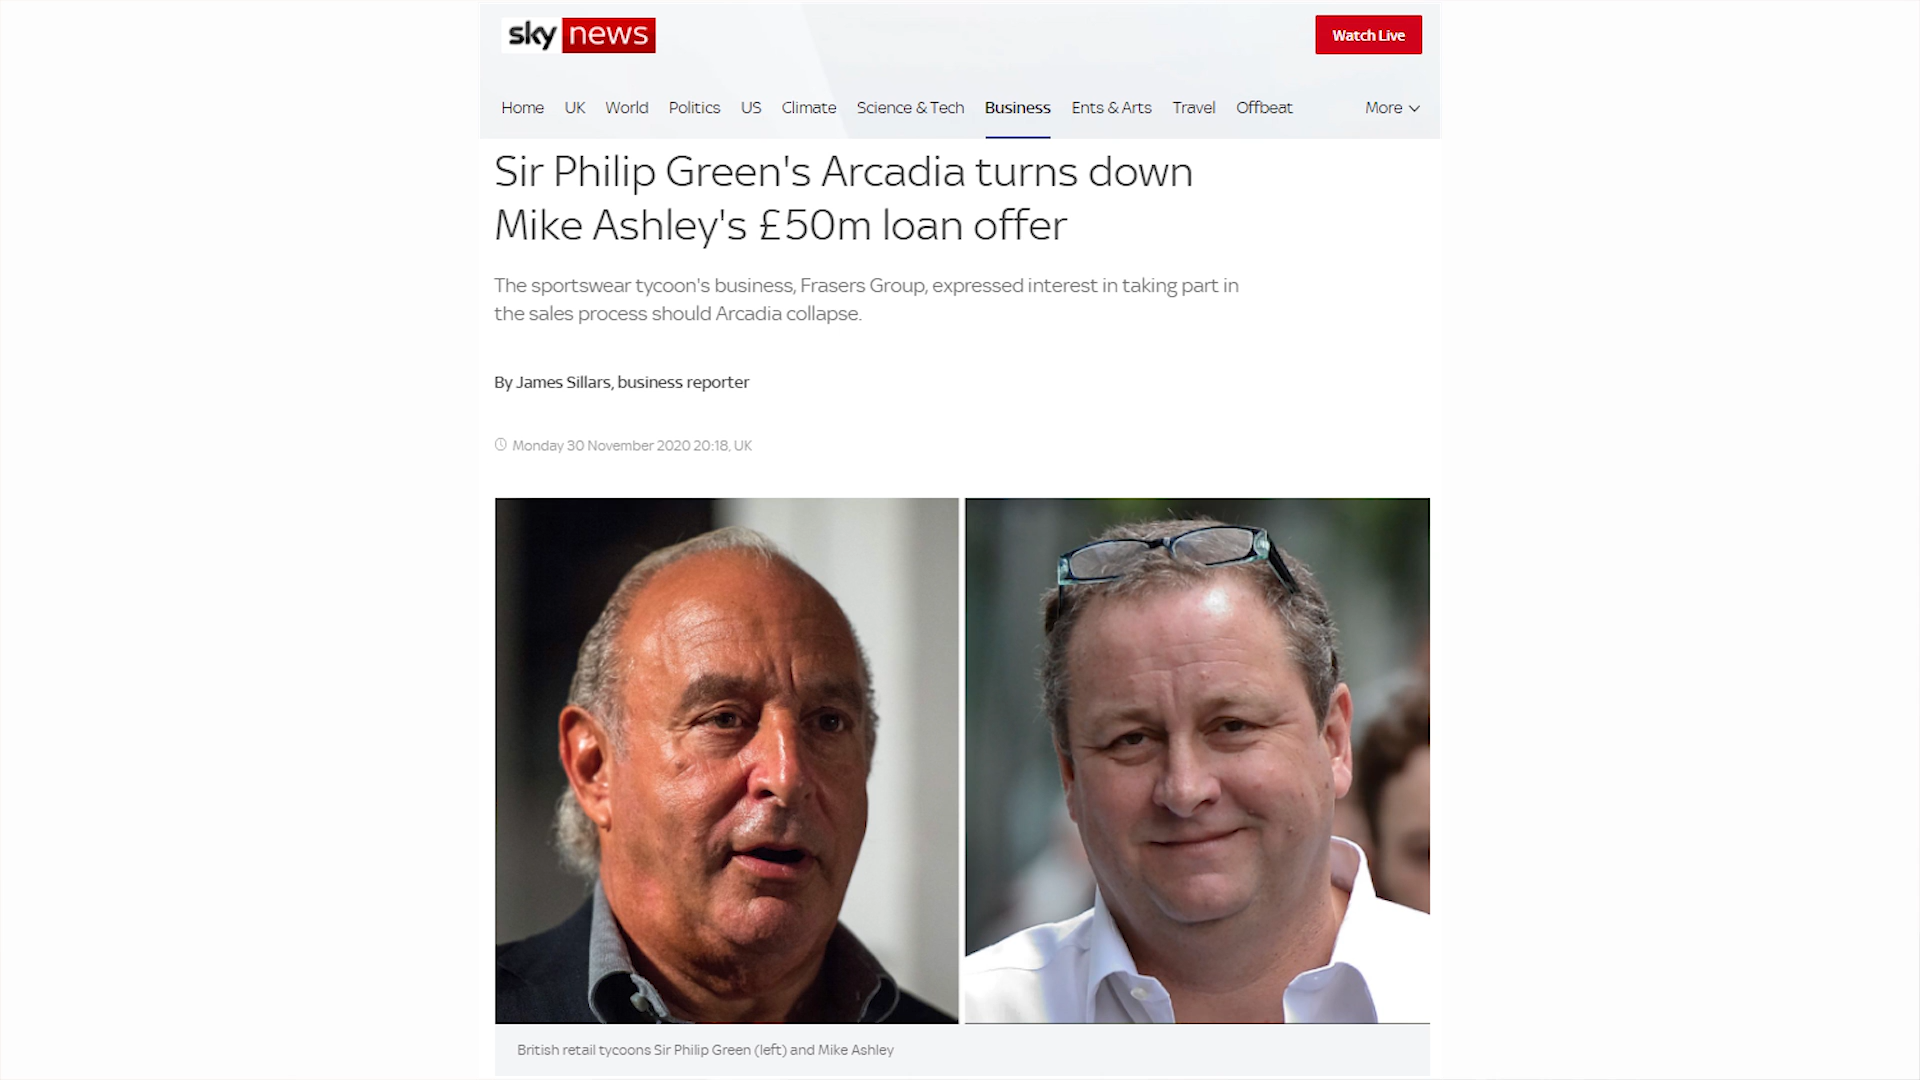 sky news
Watch Live
Home UK World Politics US Climate Science & Tech Business Ents & Arts Travel Offbeat More
Sir Philip Green's Arcadia turns down
Mike Ashley's £50m loan offer
The sportswear tycoon's business, Frasers Group, expressed interest in taking part in
the sales process should Arcadia collapse.
By James Sillars, business reporter
Monday 30 November 2020 20:18, UK
British retail tycoons Sir Philip Green (left) and Mike Ashley